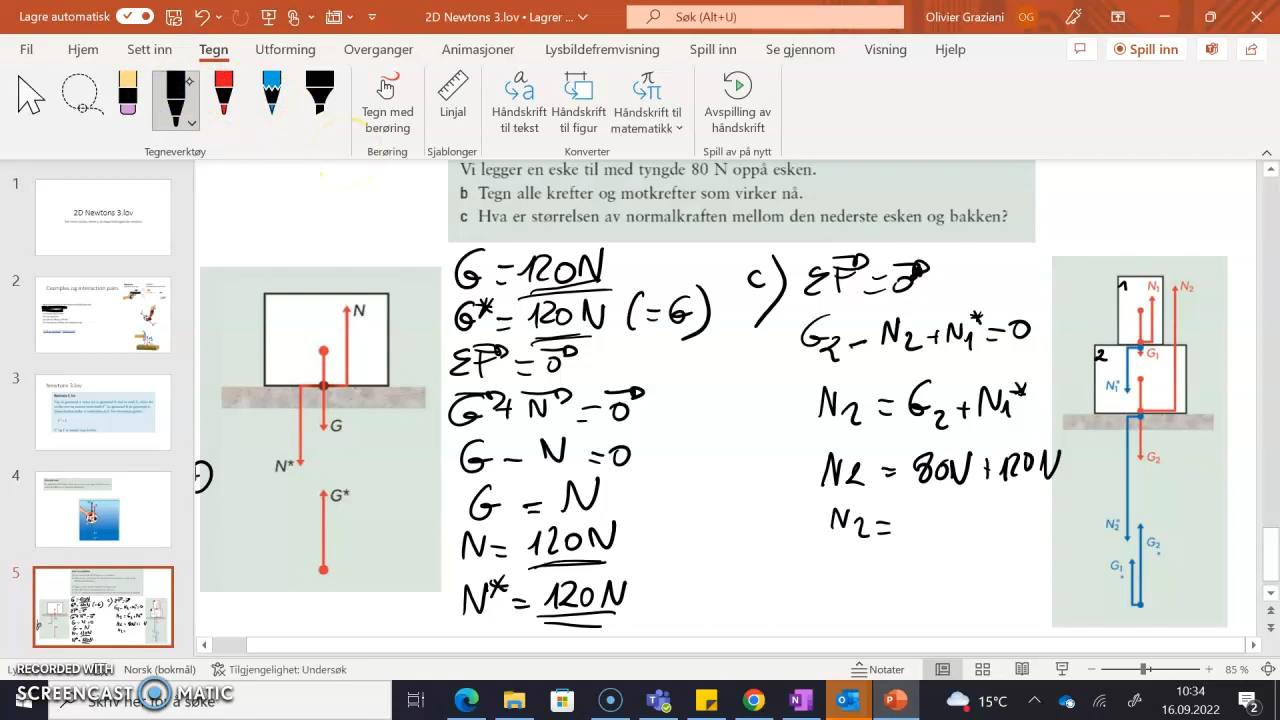 Lagre automatisk
2D Newtons 3.lov • Lagrer ...
Søk (Alt+U)
Olivier Graziani
OG
Fil
Hjem
Sett inn
Tegn
Utforming
Overganger
Animasjoner
Lysbildefremvisning
Spill inn
Se gjennom
Visning
Hjelp
Spill inn
Tegn med berøring
Linjal
Håndskrift til tekst
Håndskrift til figur
Håndskrift til matematikk
Avspilling av håndskrift
Tegneverktøy
Berøring
Sjablonger
Konverter
Spill av på nytt
1
2D Newtons 3.lov
2
Examples og interaction pairs
3
Newtons 3.lov
4
5
Vi legger en eske til med tyngde 80 N oppå esken.
b Tegn alle krefter og motkrefter som virker nå.
c Hva er størrelsen av normalkraften mellom den nederste esken og bakken?
N
G
N*
G*
G = 120N
G* = 120N (= G)
ΣF = 0
G + N = 0
G - N = 0
G = N
N = 120N
N* = 120N
c) ΣF = 0
G2 - N2 + N1* = 0
N2 = G2 + N1*
N2 = 80N + 120N
N2 =
1
N1
N2
2
G1
N1*
G2
N2*
G2*
G1*
RECORDED WITH
SCREENCAST-O-MATIC
Norsk (bokmål)
Tilgjengelighet: Undersøk
Notater
85 %
Skriv her for å søke
15°C
10:34
16.09.2022
2